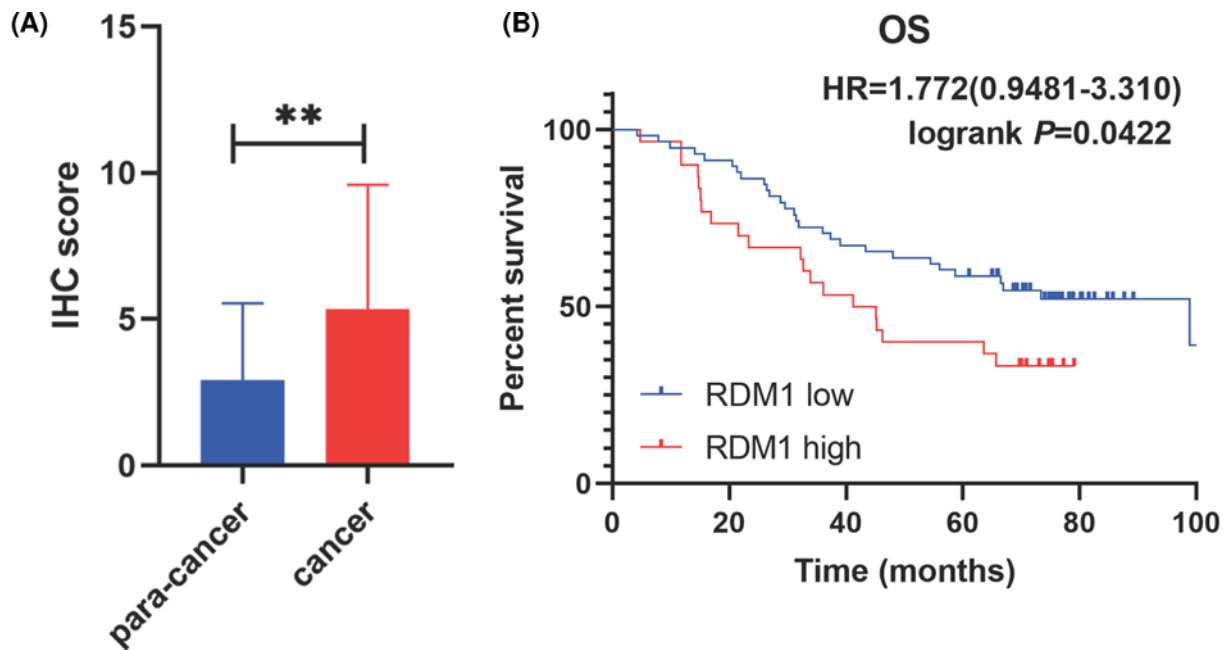 (A)
15
10
5
0
IHC score
**
para-cancer
cancer
(B)
OS
HR=1.772(0.9481-3.310)
logrank P=0.0422
Percent survival
100
50
0
RDM1 low
RDM1 high
0 20 40 60 80 100
Time (months)